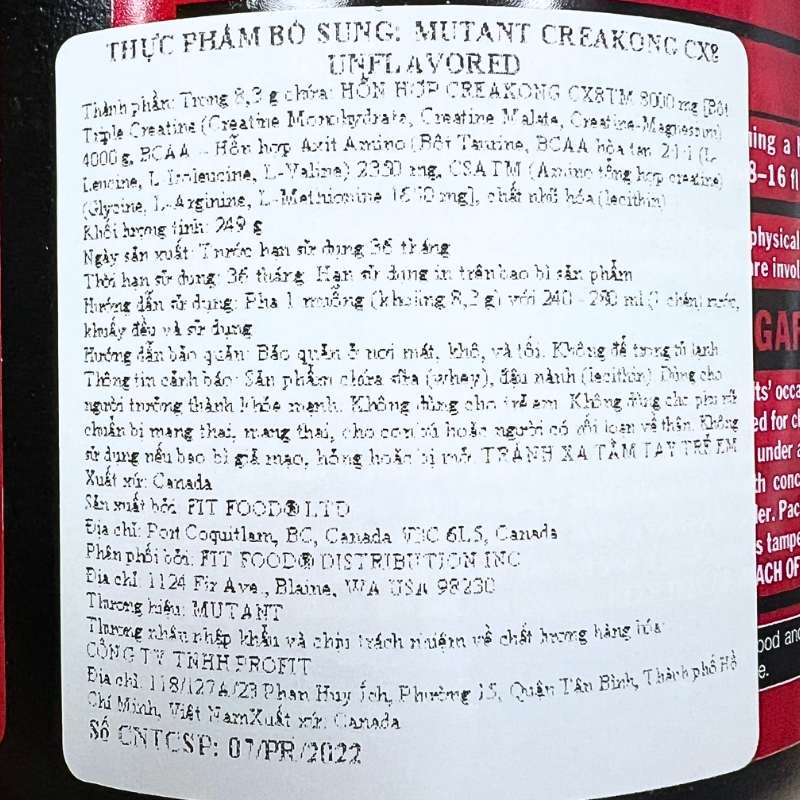 THỰC PHẨM BỔ SUNG: MUTANT CREAKONG CX8
UNFLAVORED
Thành phần: Trong 8,3 g chứa: HỖN HỢP CREAKONG CX8TM 8000 mg [Bột
Triple Creatine (Creatine Monohydrate, Creatine Malate, Creatine-Magnesium)
4000 g, BCAA – Hỗn hợp Axit Amino (Bột Taurine, BCAA hòa tan 2:1:1 (L-
Leucine, L-Isoleucine, L-Valine) 2350 mg, CSATM (Amino tổng hợp creatine)
(Glycine, L-Arginine, L-Methionine 1650 mg], chất nhũ hóa (lecithin)
Khối lượng tịnh: 249 g
Ngày sản xuất: Trước hạn sử dụng 36 tháng
Thời hạn sử dụng: 36 tháng. Hạn sử dụng in trên bao bì sản phẩm
Hướng dẫn sử dụng: Pha 1 muỗng (khoảng 8,3 g) với 240 - 280 ml (1 chén) nước,
khuấy đều và sử dụng
Hướng dẫn bảo quản: Bảo quản ở nơi mát, khô, và tối. Không để trong tủ lạnh
Thông tin cảnh báo: Sản phẩm chứa sữa (whey), đậu nành (lecithin). Dùng cho
người trưởng thành khỏe mạnh. Không dùng cho trẻ em. Không dùng cho phụ nữ
chuẩn bị mang thai, mang thai, cho con bú hoặc người có rối loạn về thận. Không
sử dụng nếu bao bì giả mạo, hỏng hoặc bị mở. TRÁNH XA TẦM TAY TRẺ EM
Xuất xứ: Canada
Sản xuất bởi: FIT FOOD® LTD
Địa chỉ: Port Coquitlam, BC, Canada V3C 6L5, Canada
Phân phối bởi: FIT FOOD® DISTRIBUTION INC
Địa chỉ: 1124 Fir Ave., Blaine, WA USA 98230
Thương hiệu: MUTANT
Thương nhân nhập khẩu và chịu trách nhiệm về chất lượng hàng hóa:
CÔNG TY TNHH PROFIT
Địa chỉ: 118/127A/23 Phan Huy Ích, Phường 15, Quận Tân Bình, Thành phố Hồ
Chí Minh, Việt NamXuất xứ: Canada
Số CNTCSP: 07/PR/2022
8–16 fl
physical
are invol
GAR
ts' occa
ed for c
under a
th conc
er. Pac
s tampe
ACH OF
ood and
e.